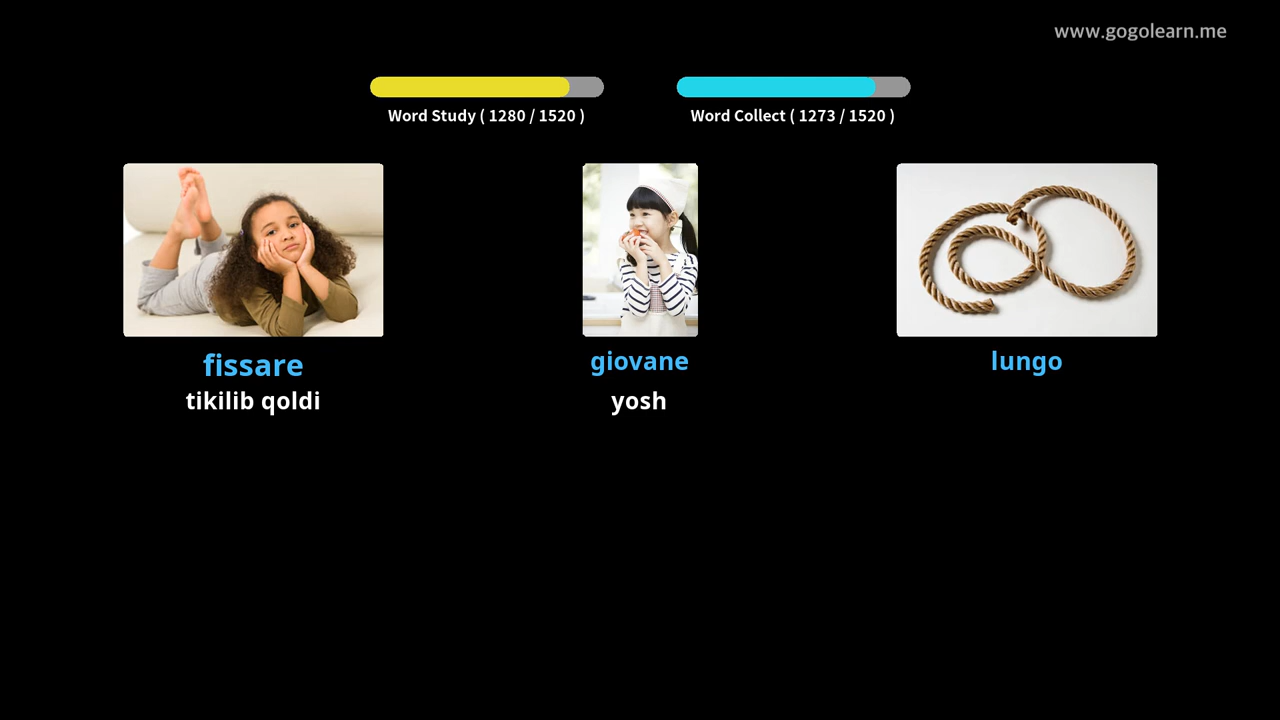 www.gogolearn.me
Word Study ( 1280 / 1520 )
Word Collect ( 1273 / 1520 )
fissare
giovane
lungo
tikilib qoldi
yosh